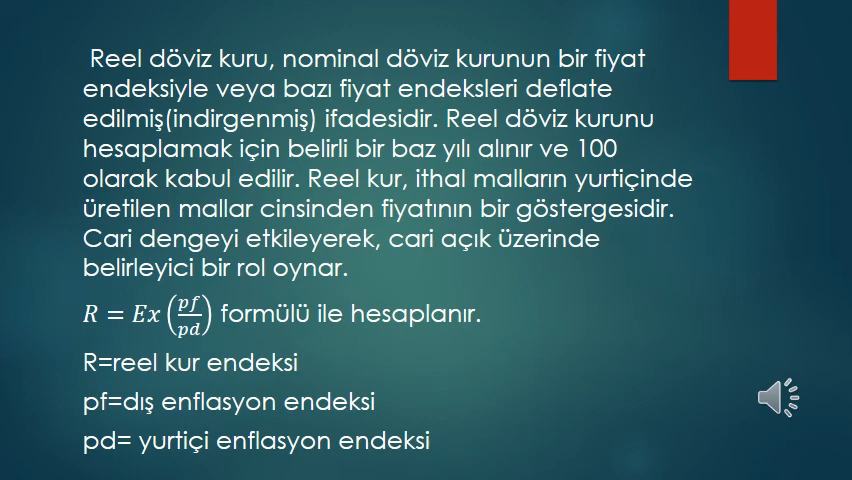 Reel döviz kuru, nominal döviz kurunun bir fiyat
endeksiyle veya bazı fiyat endeksleri deflate
edilmiş(indirgenmiş) ifadesidir. Reel döviz kurunu
hesaplamak için belirli bir baz yılı alınır ve 100
olarak kabul edilir. Reel kur, ithal malların yurtiçinde
üretilen mallar cinsinden fiyatının bir göstergesidir.
Cari dengeyi etkileyerek, cari açık üzerinde
belirleyici bir rol oynar.
R = Ex (pf/pd) formülü ile hesaplanır.
R=reel kur endeksi
pf=dış enflasyon endeksi
pd= yurtiçi enflasyon endeksi